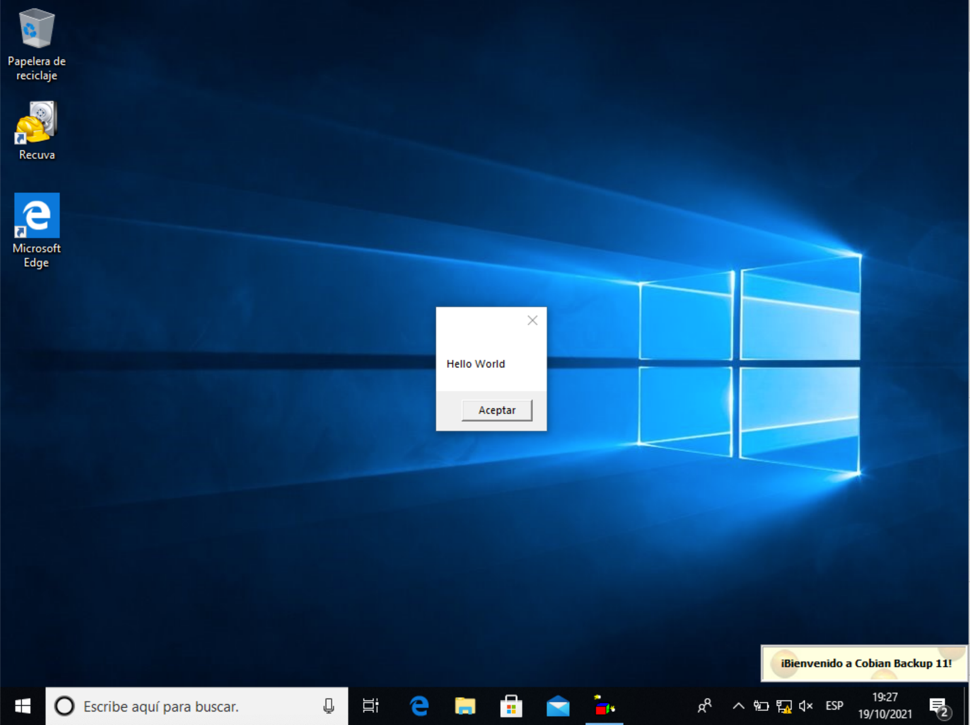 Papelera de
reciclaje
Recuva
Microsoft
Edge
Hello World
Aceptar
¡Bienvenido a Cobian Backup 11!
Escribe aquí para buscar.
ESP
19:27
19/10/2021
2